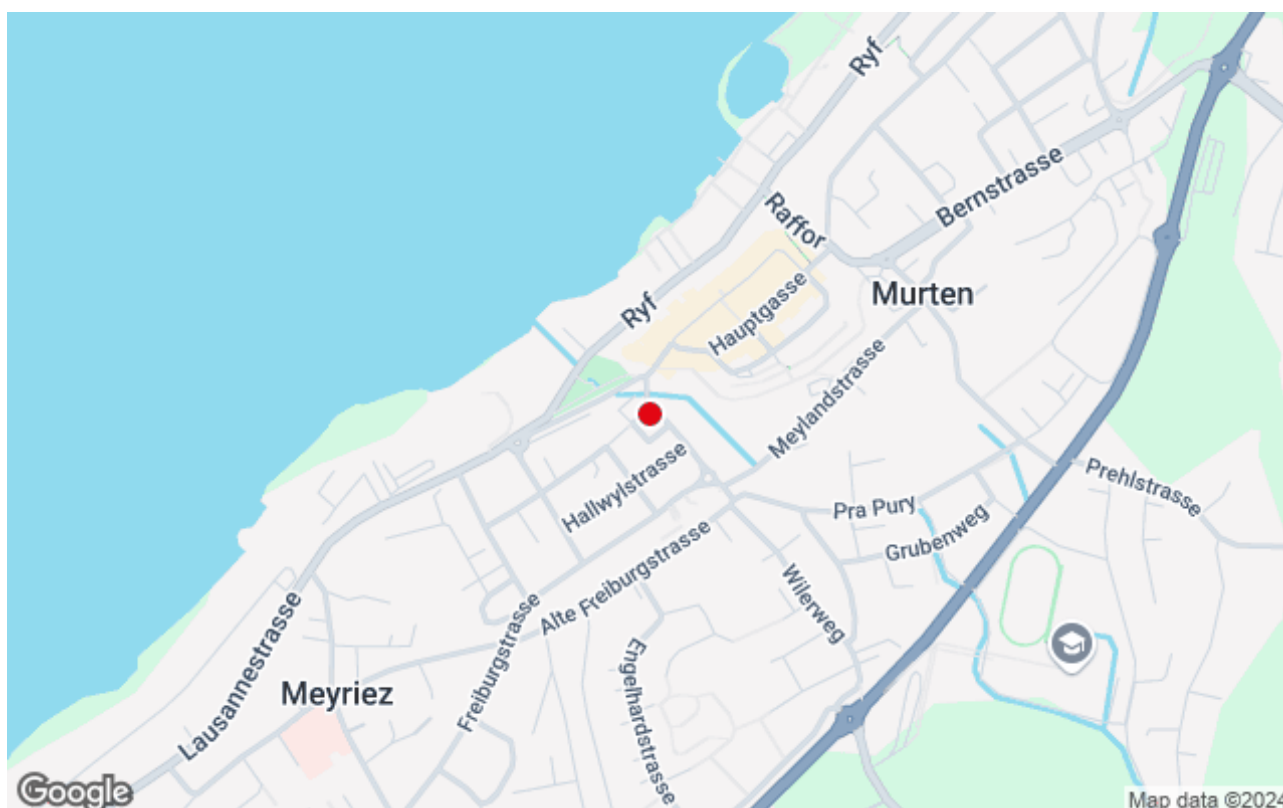 Ryf
Raffor
Bernstrasse
Ryf
Hauptgasse
Murten
Meylandstrasse
Prehlstrasse
Hallwylstrasse
Pra Pury
Grubenweg
Alte Freiburgstrasse
Wilerweg
Freiburgstrasse
Engelhardstrasse
Lausannestrasse
Meyriez
Google
Map data ©2024